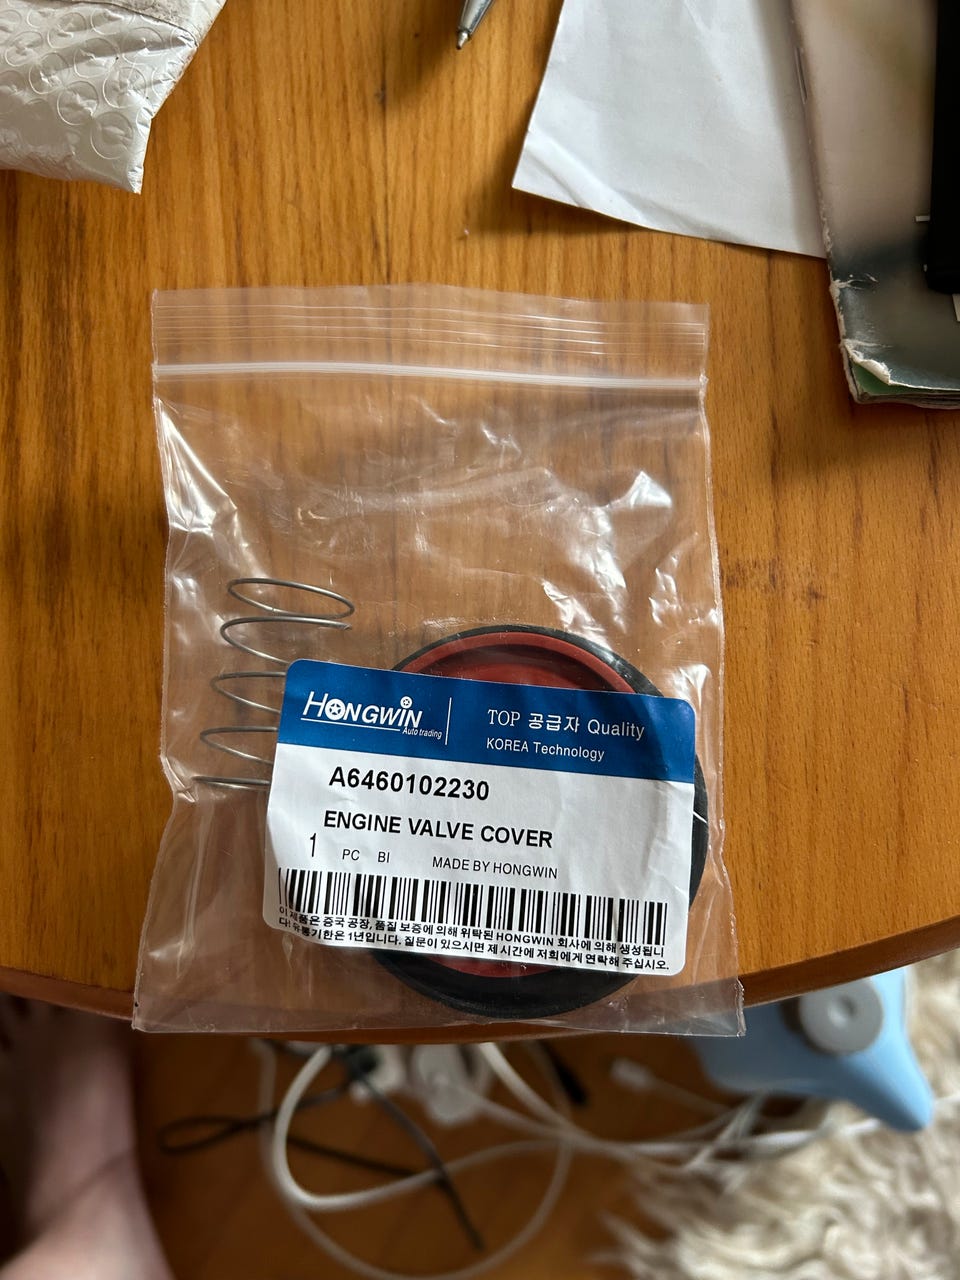 HONGWIN
Auto trading
TOP 공급자 Quality
KOREA Technology
A6460102230
ENGINE VALVE COVER
1 PC BI MADE BY HONGWIN
이 제품은 중국 공장, 품질 보증에 의해 위탁된 HONGWIN 회사에 의해 생성됩니
다! 유통기한은 1년입니다. 질문이 있으시면 제 시간에 저희에게 연락해 주십시오.